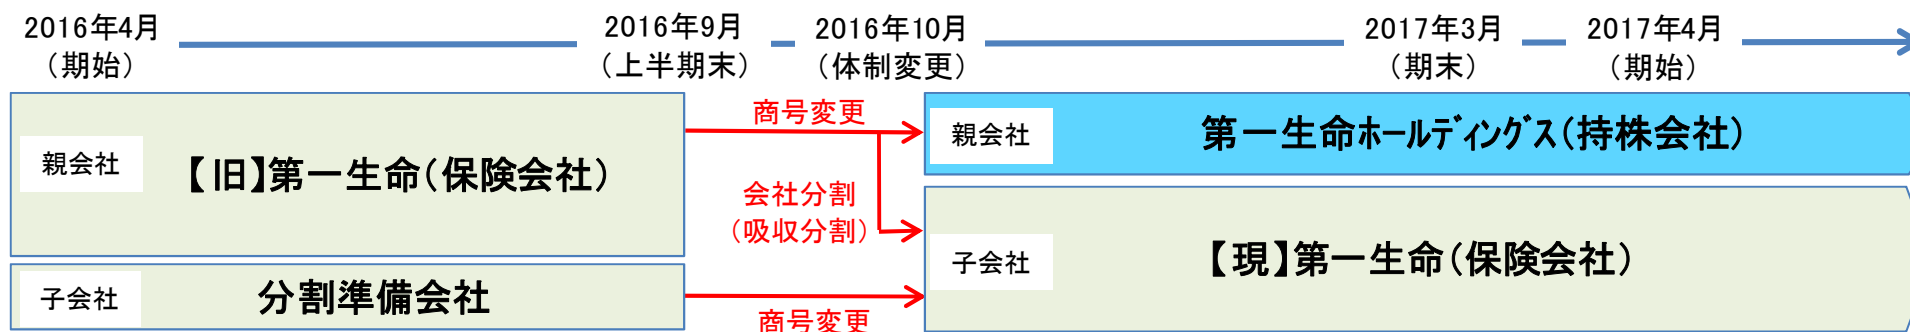 2016年4月
（期始）
2016年9月
（上半期末）
2016年10月
（体制変更）
2017年3月
（期末）
2017年4月
（期始）
親会社
【旧】第一生命（保険会社）
子会社
分割準備会社
商号変更
会社分割
（吸収分割）
商号変更
親会社
第一生命ホールディングス（持株会社）
子会社
【現】第一生命（保険会社）